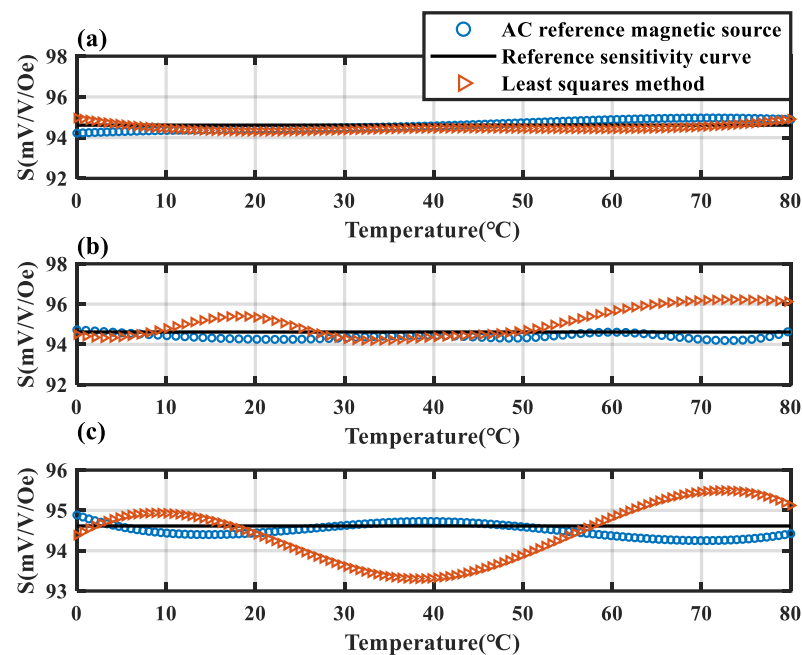 (a)
AC reference magnetic source
Reference sensitivity curve
Least squares method
98
96
94
92
S(mV/V/Oe)
0 10 20 30 40 50 60 70 80
Temperature(℃)
(b)
98
96
94
92
S(mV/V/Oe)
0 10 20 30 40 50 60 70 80
Temperature(℃)
(c)
96
95
94
93
S(mV/V/Oe)
0 10 20 30 40 50 60 70 80
Temperature(℃)